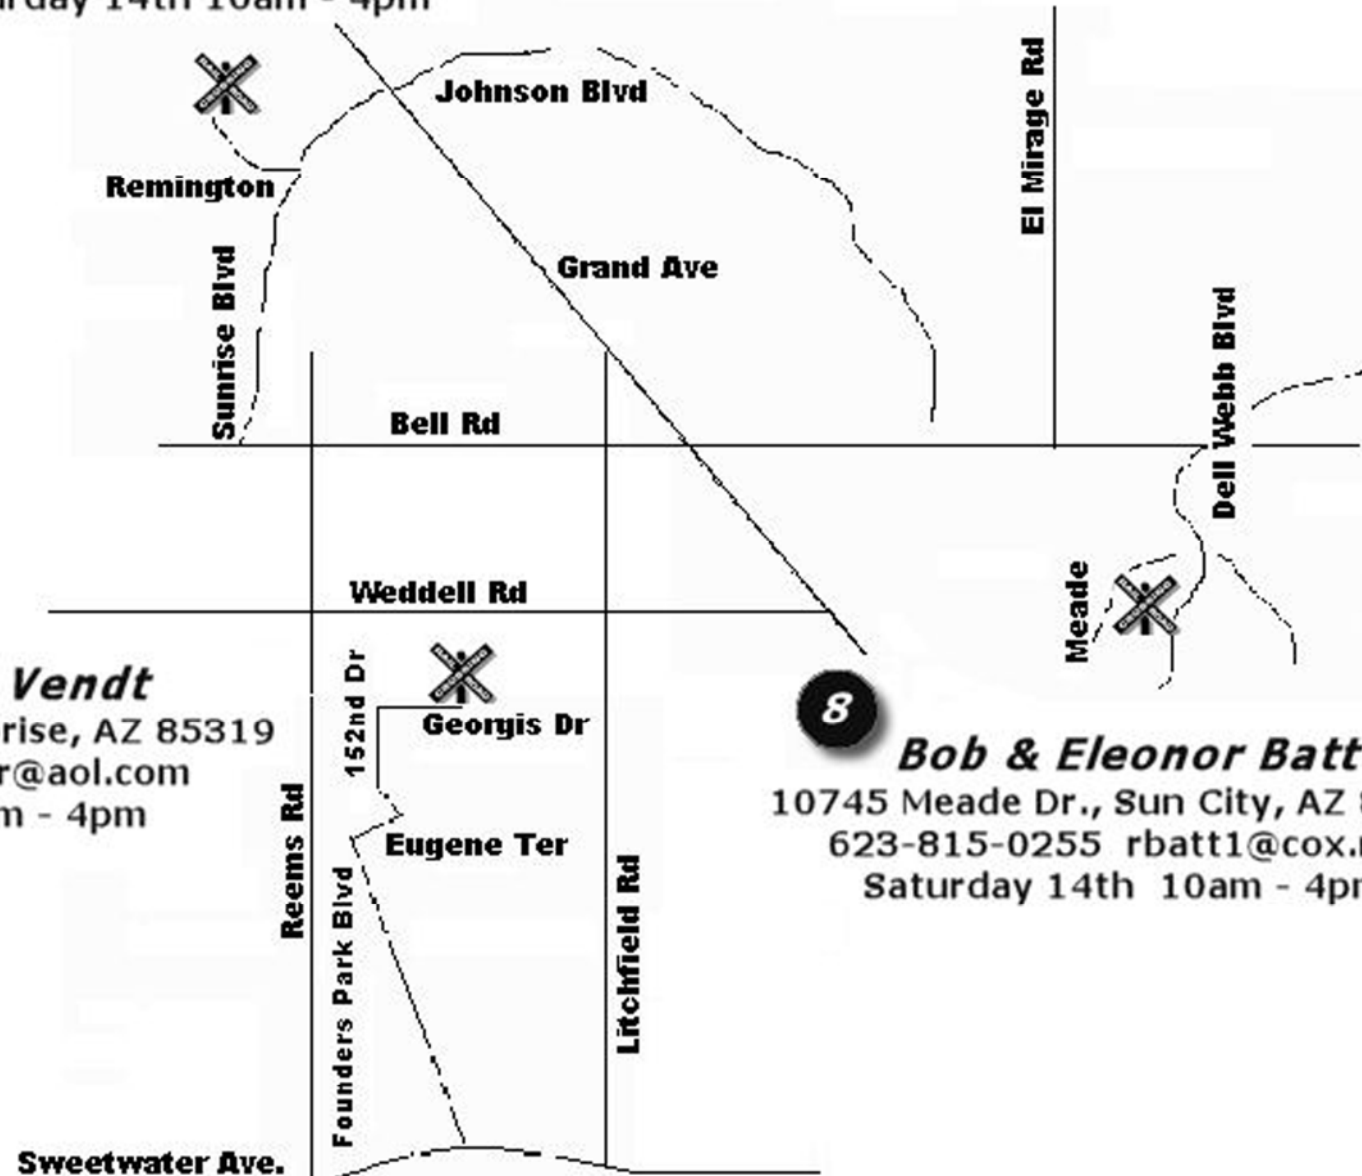 urday 14th 10am - 4pm
Johnson Blvd
El Mirage Rd
Remington
Grand Ave
Sunrise Blvd
Dell Webb Blvd
Bell Rd
Weddell Rd
Meade
152nd Dr
Georgis Dr
Vendt
rise, AZ 85319
r@aol.com
m - 4pm
8
Bob & Eleonor Batt
10745 Meade Dr., Sun City, AZ
623-815-0255 rbatt1@cox.
Saturday 14th 10am - 4pm
Reems Rd
Eugene Ter
Founders Park Blvd
Litchfield Rd
Sweetwater Ave.